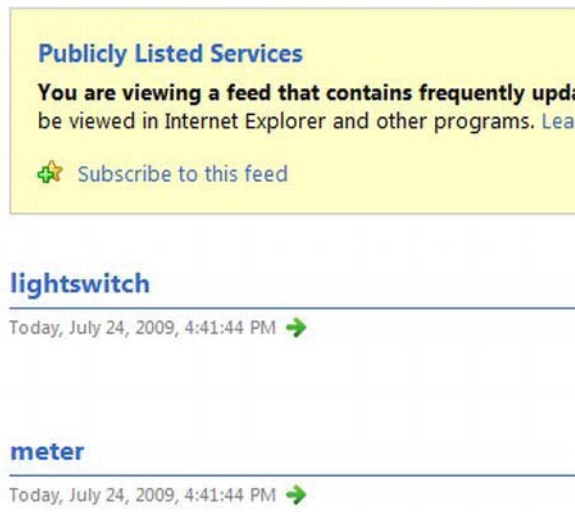 Publicly Listed Services
You are viewing a feed that contains frequently upda
be viewed in Internet Explorer and other programs. Lea
Subscribe to this feed
lightswitch
Today, July 24, 2009, 4:41:44 PM
meter
Today, July 24, 2009, 4:41:44 PM